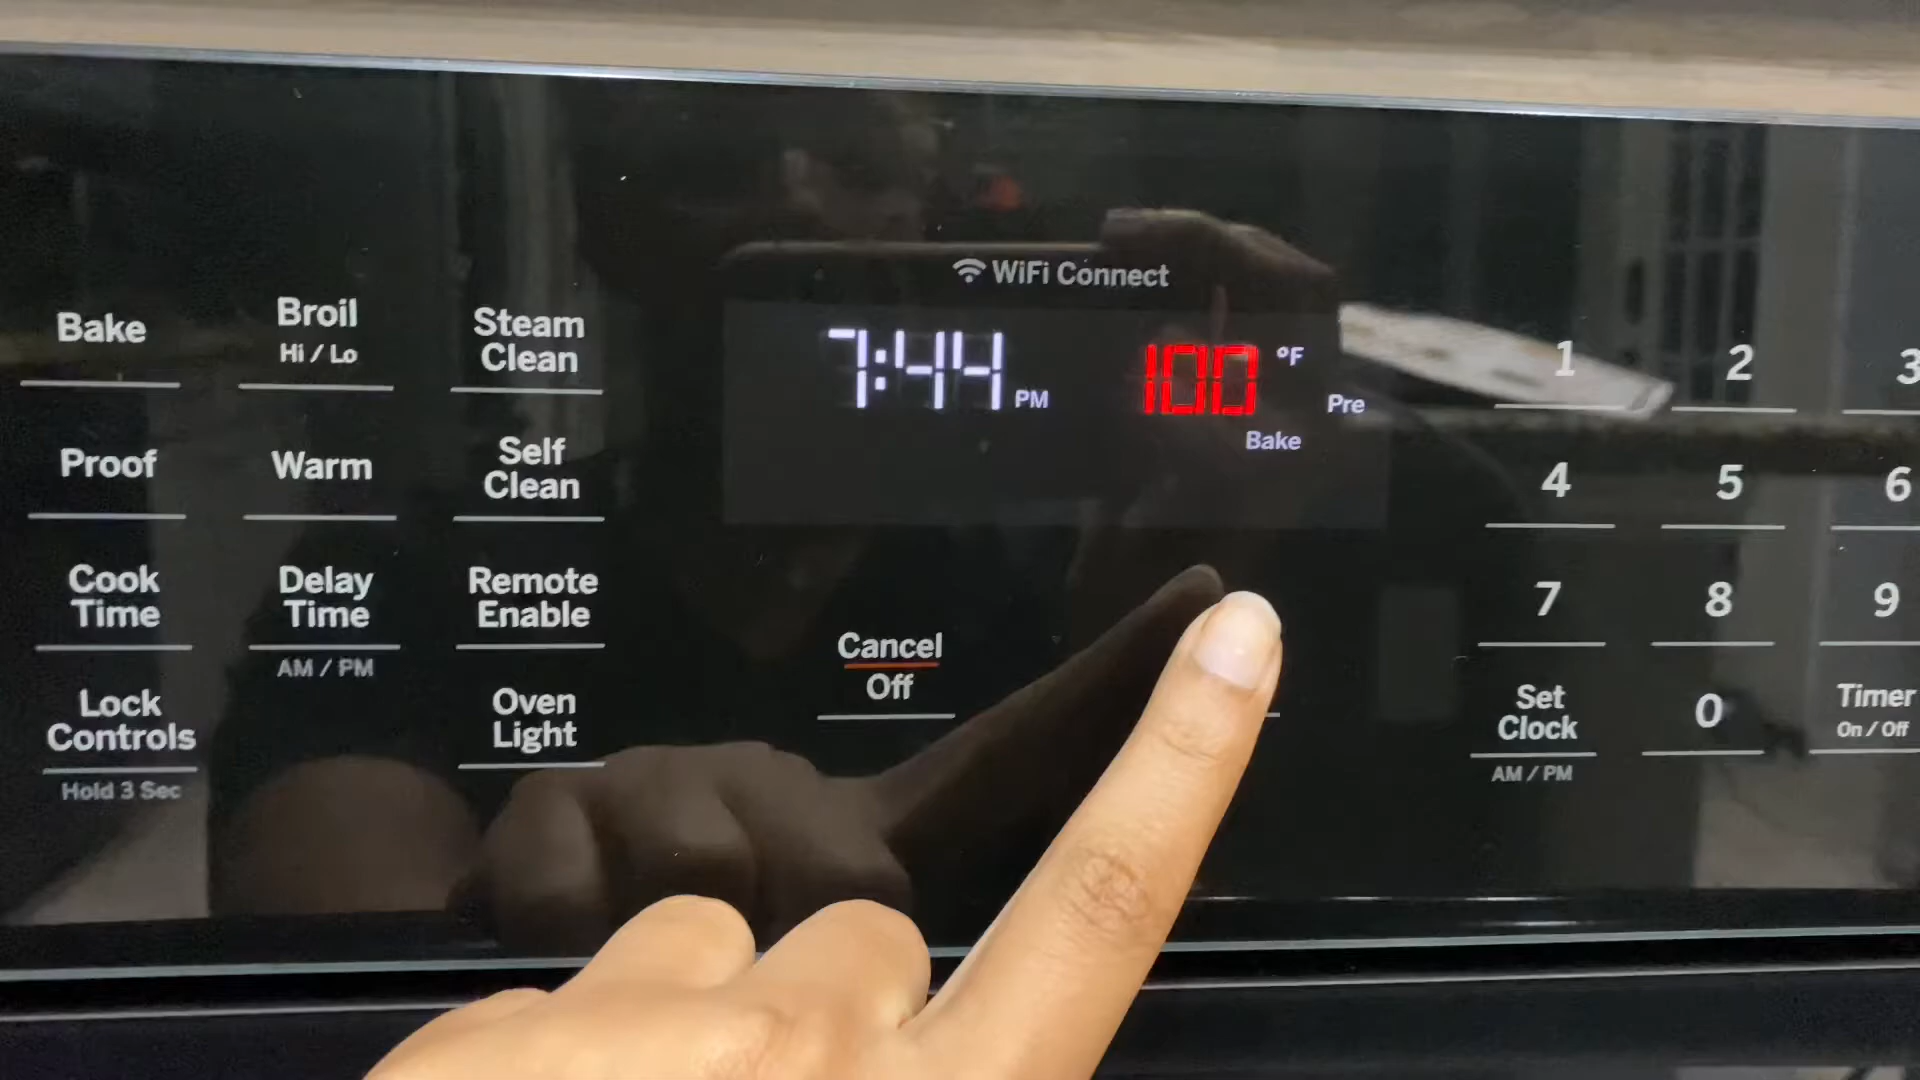 WiFi Connect
7:44 PM
100 °F
Pre
Bake
Bake
Broil
Hi / Lo
Steam
Clean
Proof
Warm
Self
Clean
Cook
Time
Delay
Time
AM / PM
Remote
Enable
Lock
Controls
Hold 3 Sec
Oven
Light
Cancel
Off
1
2
3
4
5
6
7
8
9
Set
Clock
AM / PM
0
Timer
On / Off